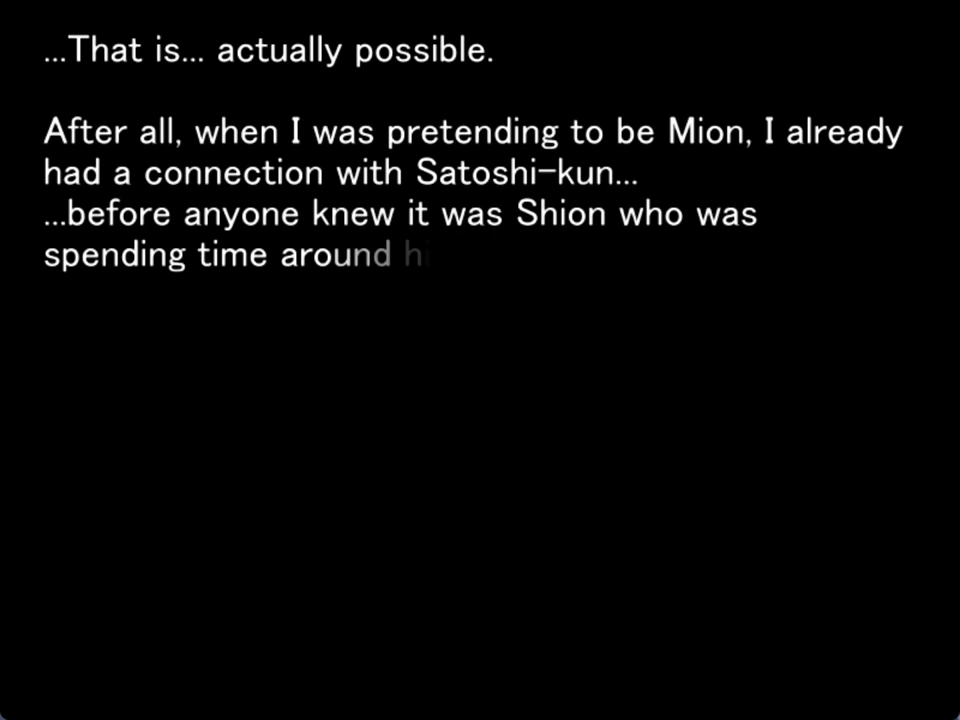 ...That is... actually possible.
After all, when I was pretending to be Mion, I already
had a connection with Satoshi-kun...
...before anyone knew it was Shion who was
spending time around